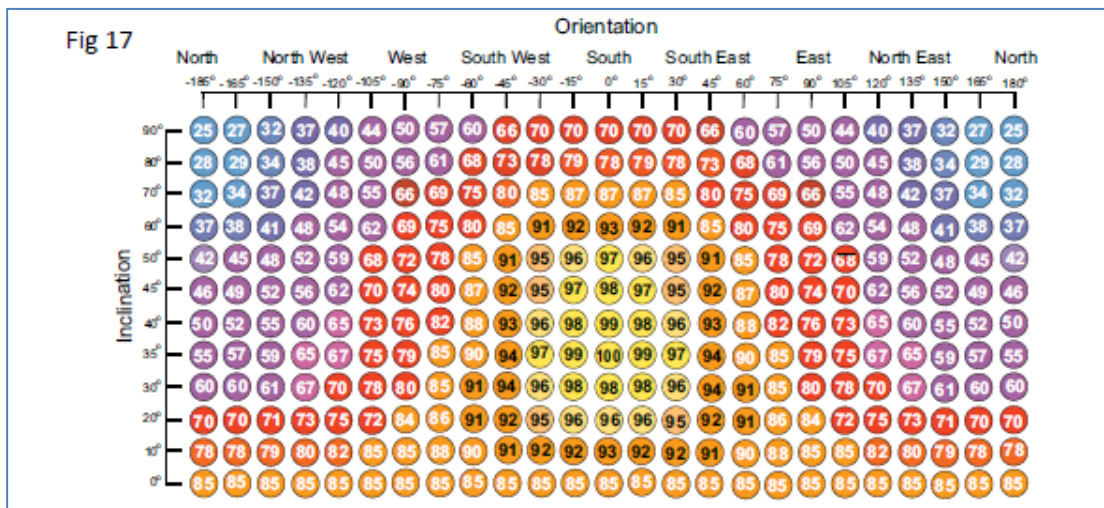 Orientation
Fig 17
North North West West South West South South East East North East North
-186° -165° -150° -135° -120° -105° -90° -75° -60° -45° -30° -15° 0° 15° 30° 45° 60° 75° 90° 105° 120° 135° 150° 165° 180°
90° 25 27 32 37 40 44 50 57 60 66 70 70 70 70 70 66 60 57 50 44 40 37 32 27 25
80° 28 29 34 38 45 50 56 61 68 73 78 79 78 79 78 73 68 61 56 50 45 38 34 29 28
70° 32 34 37 42 48 55 66 69 75 80 85 87 87 87 85 80 75 69 66 55 48 42 37 34 32
60° 37 38 41 48 54 62 69 75 80 85 91 92 93 92 91 85 80 75 69 62 54 48 41 38 37
50° 42 45 48 52 59 68 72 78 85 91 95 96 97 96 95 91 85 78 72 68 59 52 48 45 42
45° 46 49 52 56 62 70 74 80 87 92 95 97 98 97 95 92 87 80 74 70 62 56 52 49 46
40° 50 52 55 60 65 73 76 82 88 93 96 98 99 98 96 93 88 82 76 73 65 60 55 52 50
35° 55 57 59 65 67 75 79 85 90 94 97 99 100 99 97 94 90 85 79 75 67 65 59 57 55
30° 60 60 61 67 70 78 80 85 91 94 96 98 98 98 96 94 91 85 80 78 70 67 61 60 60
20° 70 70 71 73 75 72 84 86 91 92 95 96 96 96 95 92 91 86 84 72 75 73 71 70 70
10° 78 78 79 80 82 85 85 88 90 91 92 92 93 92 92 91 90 88 85 85 82 80 79 78 78
0° 85 85 85 85 85 85 85 85 85 85 85 85 85 85 85 85 85 85 85 85 85 85 85 85 85
Inclination